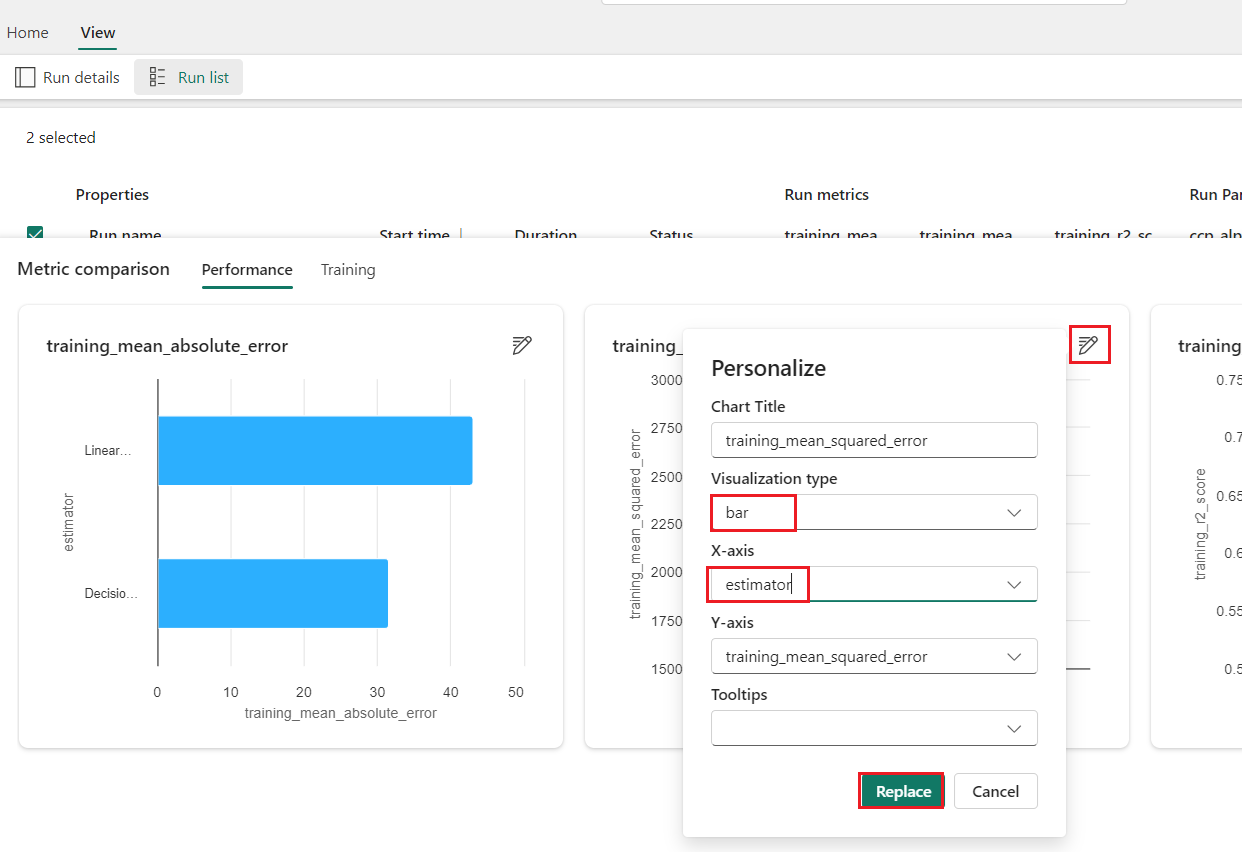 Home View
Run details Run list
2 selected
Properties Run metrics Run Par
Run name Start time Duration Status training_mea training_mea training_r2_sc ccp_alp
Metric comparison Performance Training
training_mean_absolute_error
Linear...
Decisio...
estimator
0 10 20 30 40 50
training_mean_absolute_error
training_
3000
2750
2500
2250
2000
1750
1500
training_mean_squared_error
Personalize
Chart Title
training_mean_squared_error
Visualization type
bar
X-axis
estimator
Y-axis
training_mean_squared_error
Tooltips
Replace Cancel
training
0.75
0.7
0.65
0.6
0.55
0.5
training_r2_score